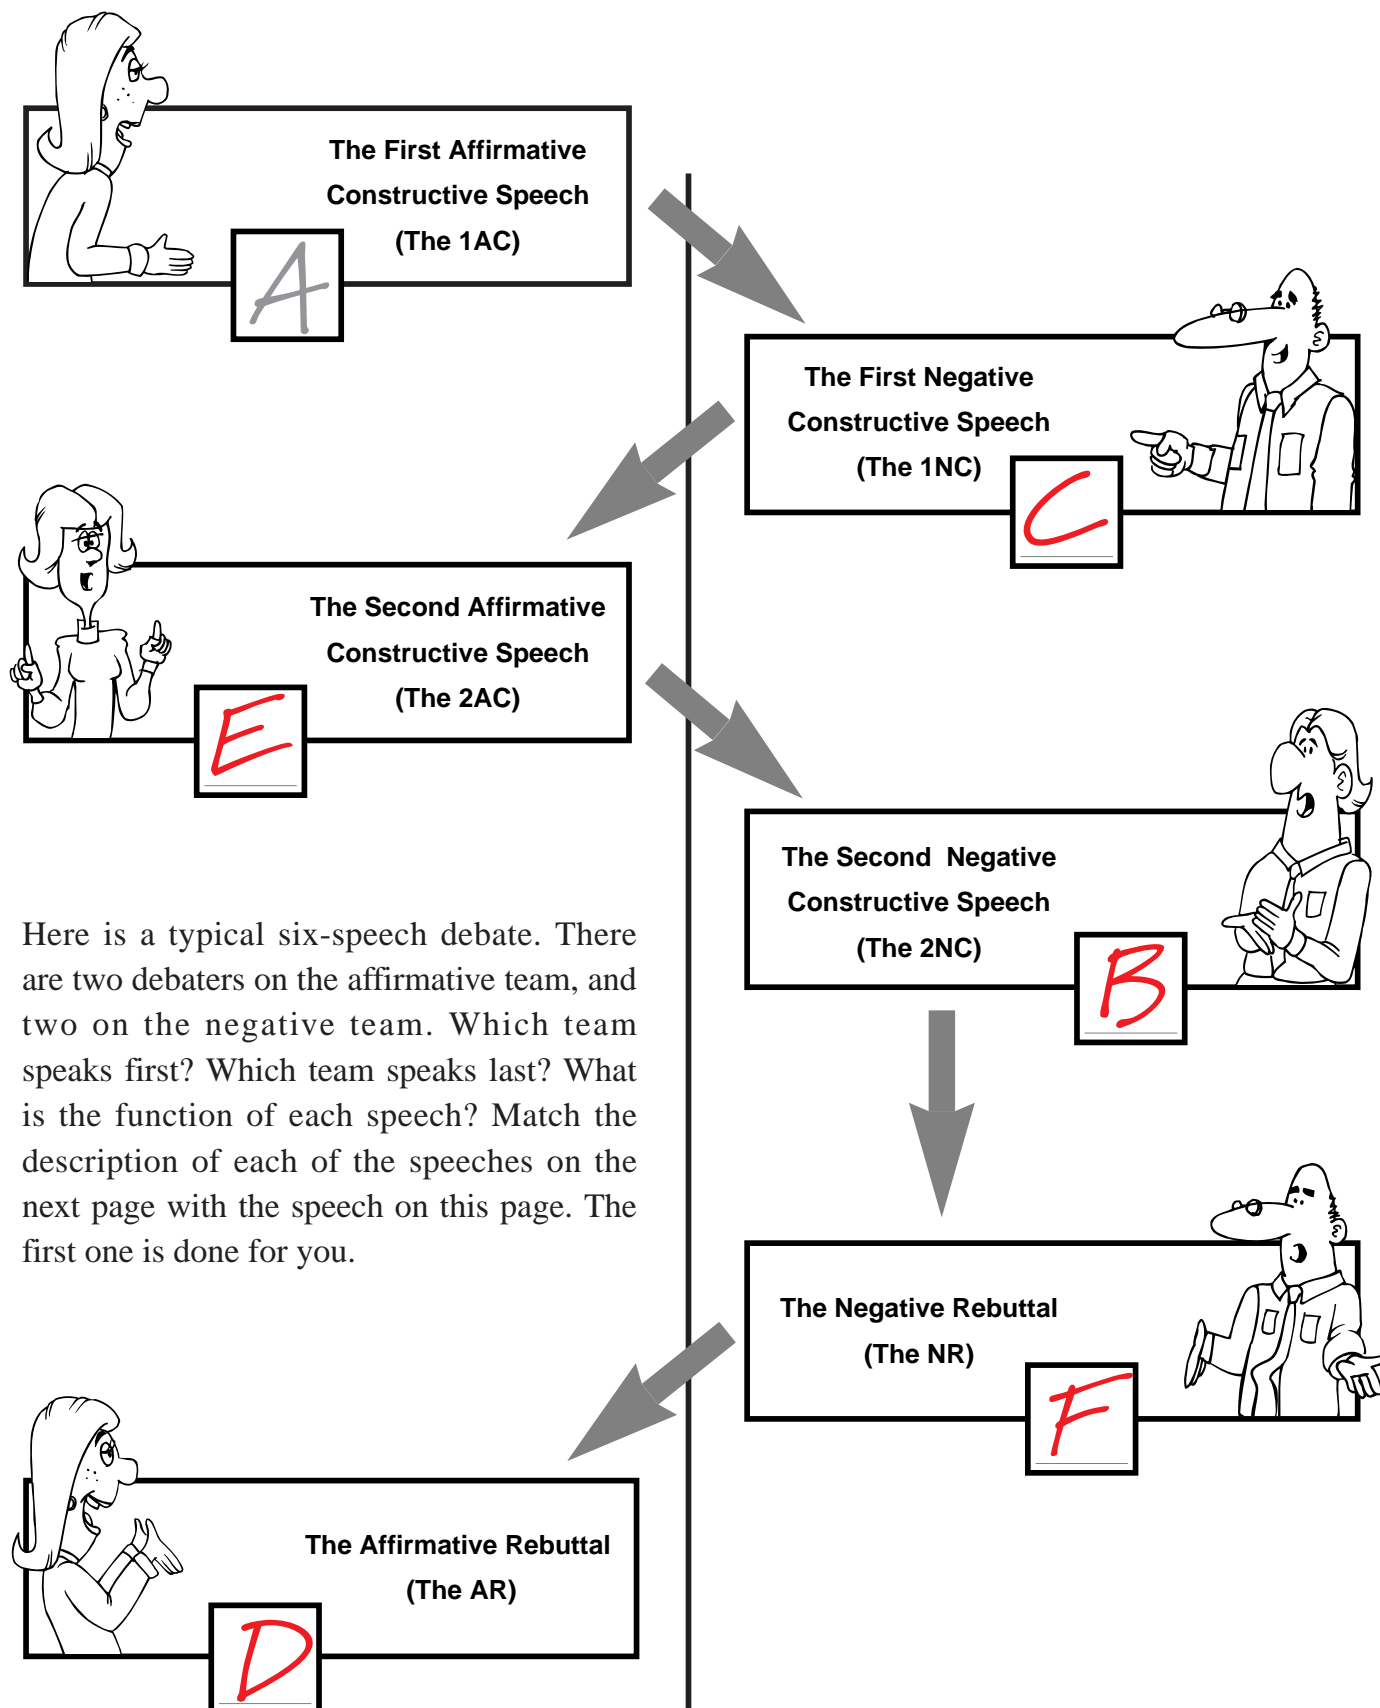 The First Affirmative
Constructive Speech
(The 1AC)
A
The First Negative
Constructive Speech
(The 1NC)
C
The Second Affirmative
Constructive Speech
(The 2AC)
E
The Second  Negative
Constructive Speech
(The 2NC)
B
Here is a typical six-speech debate. There
are two debaters on the affirmative team, and
two on the negative team. Which team
speaks first? Which team speaks last? What
is the function of each speech? Match the
description of each of the speeches on the
next page with the speech on this page. The
first one is done for you.
The Negative Rebuttal
(The NR)
F
The Affirmative Rebuttal
(The AR)
D